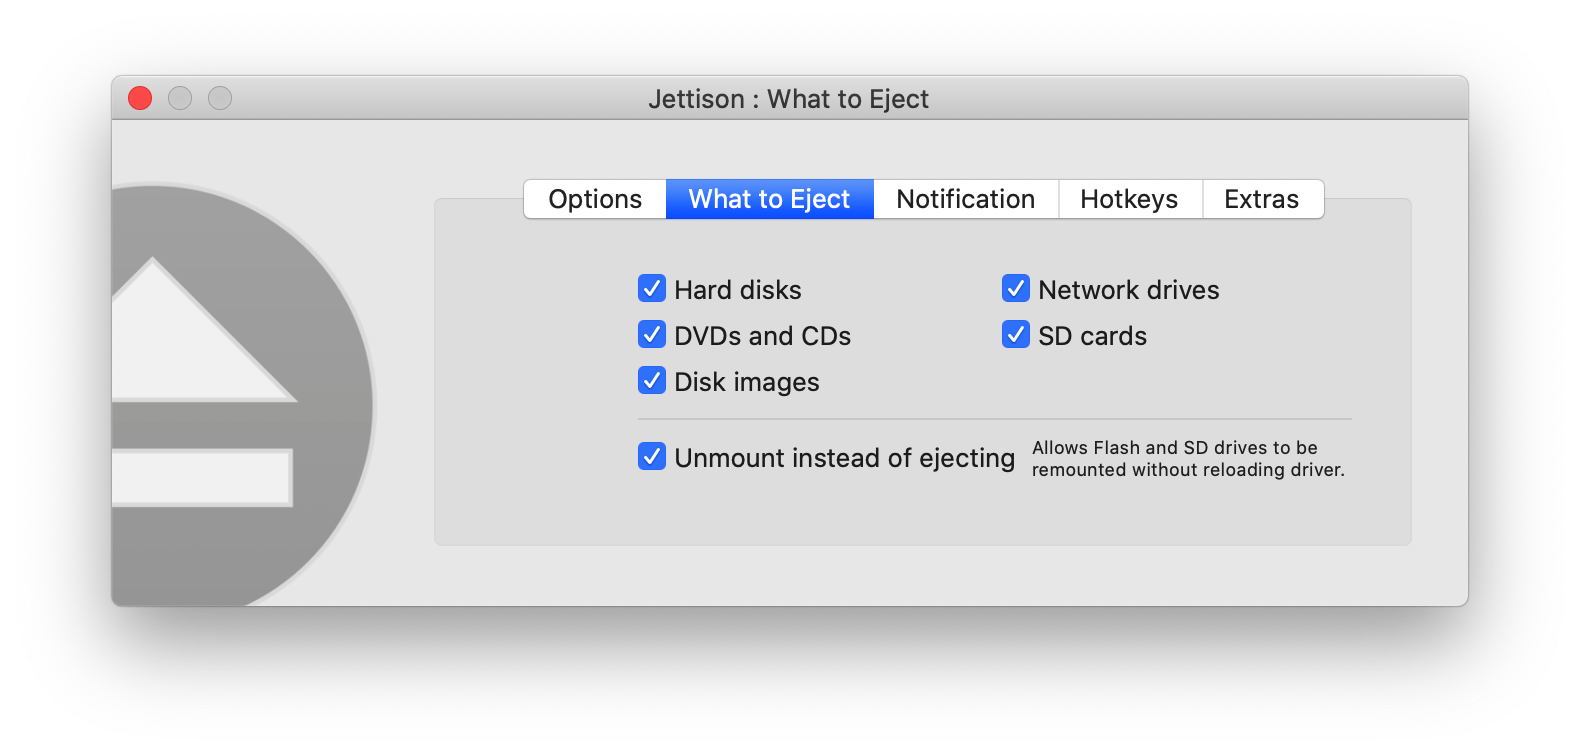 Jettison : What to Eject
Options What to Eject Notification Hotkeys Extras
Hard disks Network drives
DVDs and CDs SD cards
Disk images
Unmount instead of ejecting
Allows Flash and SD drives to be
remounted without reloading driver.